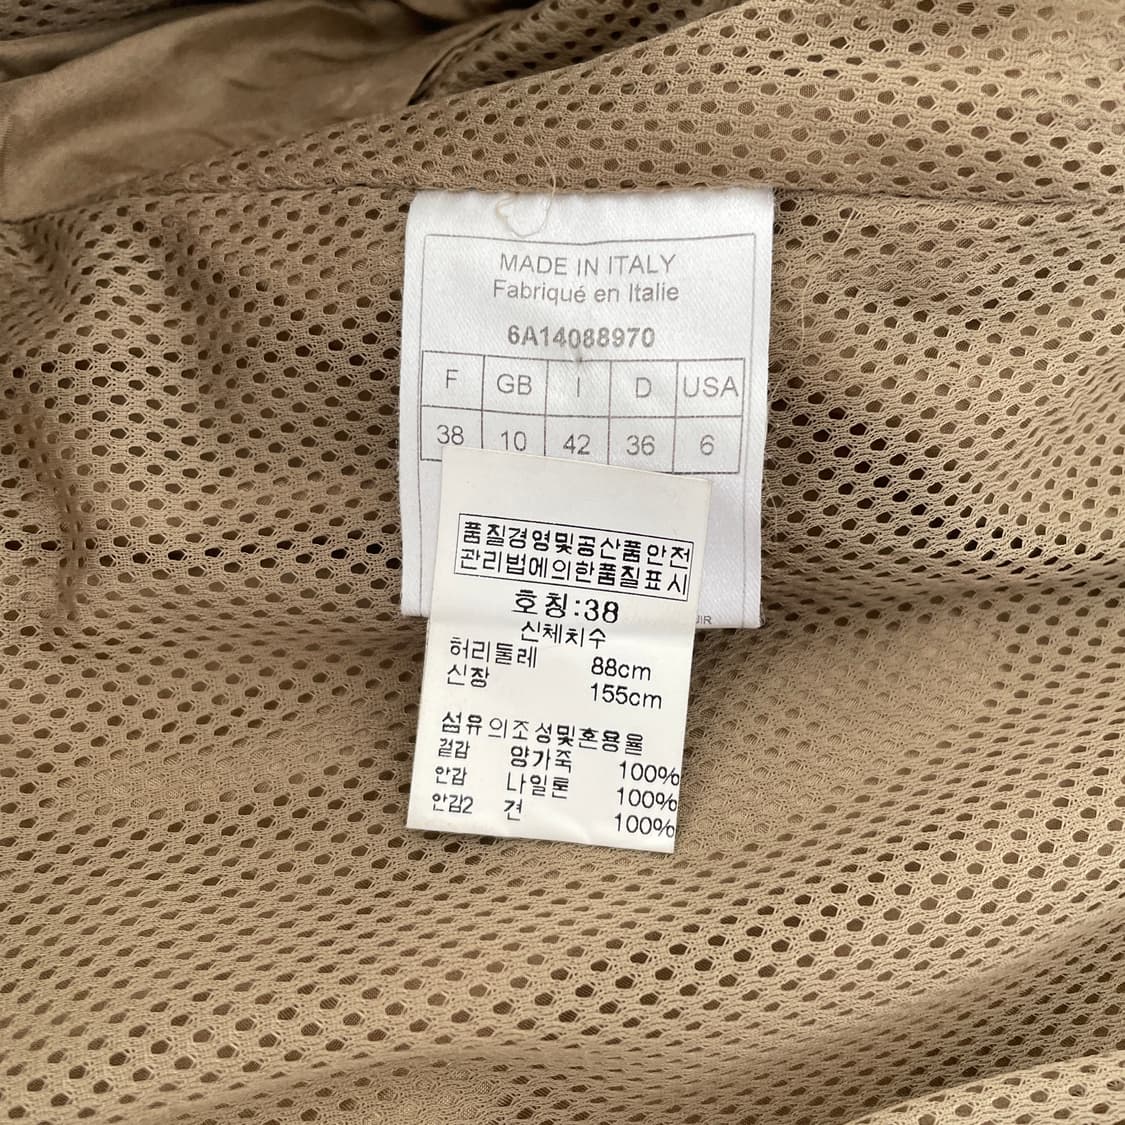 MADE IN ITALY
Fabriqué en Italie
6A14088970
F GB I D USA
38 10 42 36 6
품질경영및공산품안전
관리법에의한품질표시
호칭:38
신체치수
허리둘레 88cm
신장 155cm
섬유의조성및혼용율
겉감 양가죽 100%
안감 나일론 100%
안감2 견 100%